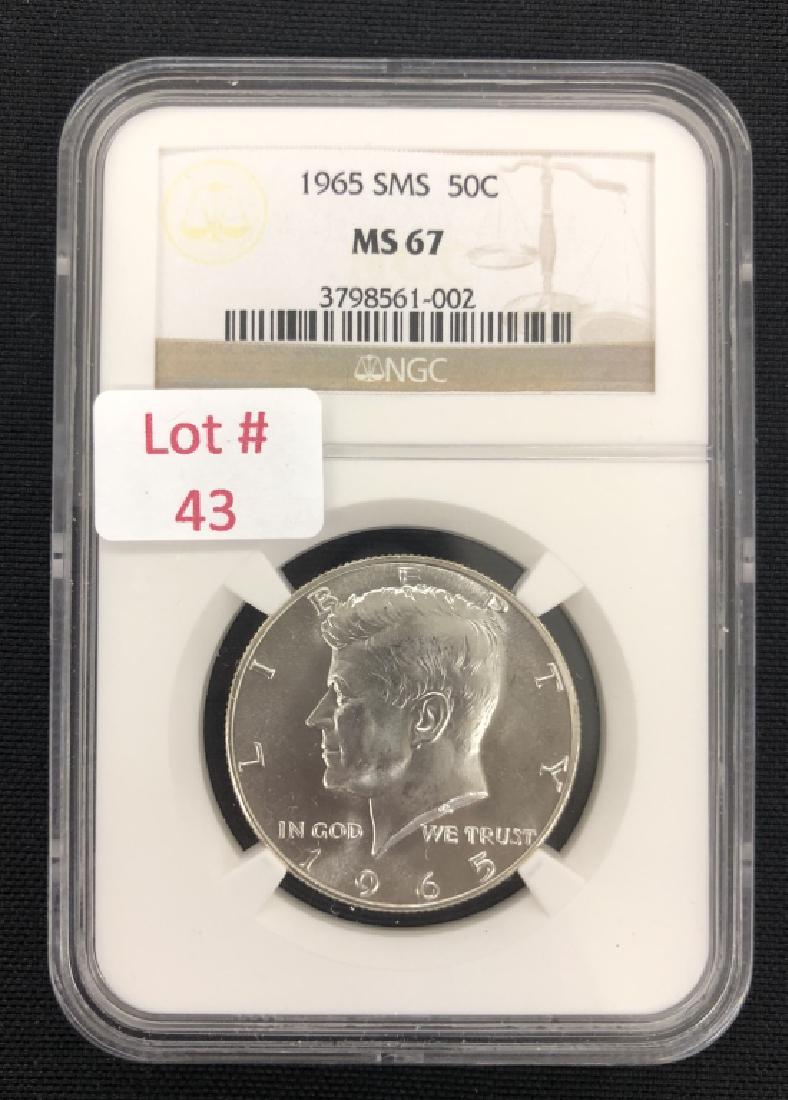 1965 SMS 50C
MS 67
3798561-002
NGC
Lot #
43
LIBERTY
IN GOD WE TRUST
1965